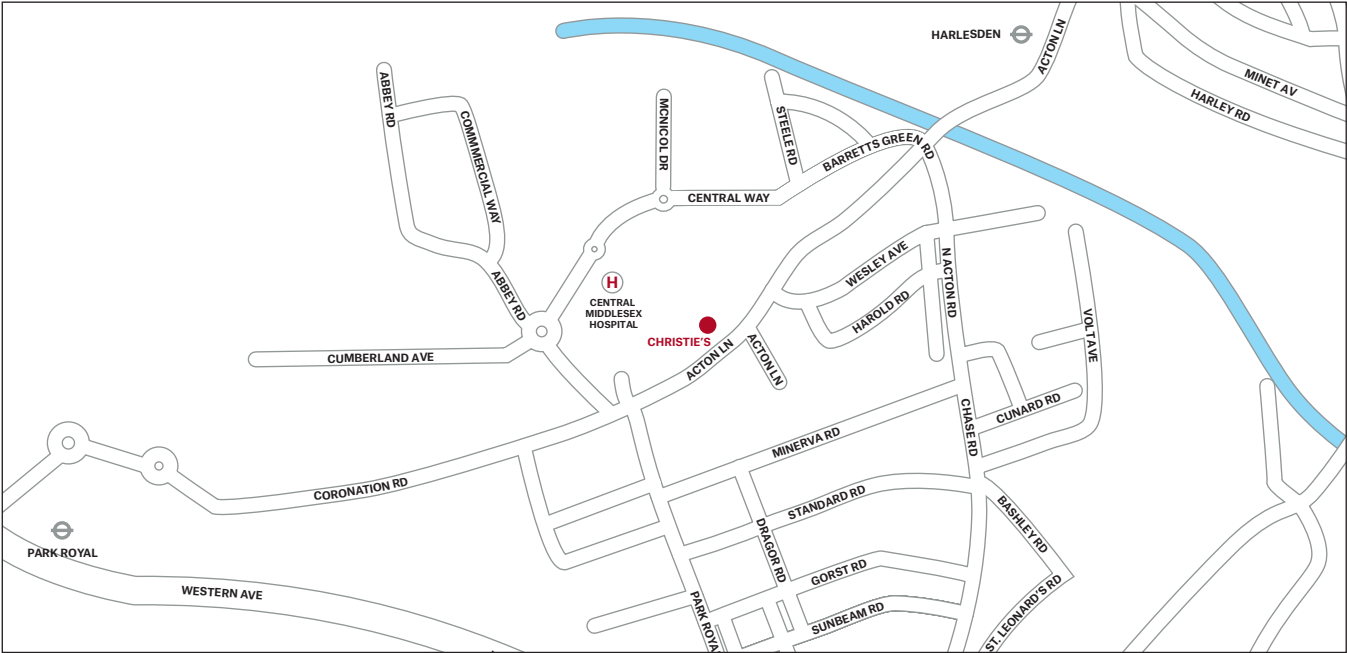 HARLESDEN
ACTON LN
MINET AV
HARLEY RD
ABBEY RD
COMMMERCIAL WAY
MCNICOL DR
STEELE RD
BARRETTS GREEN RD
CENTRAL WAY
WESLEY AVE
N ACTON RD
HAROLD RD
ABBEY RD
H
CENTRAL
MIDDLESEX
HOSPITAL
CHRISTIE'S
ACTON LN
ACTON LN
VOLT AVE
CUMBERLAND AVE
CUNARD RD
CHASE RD
MINERVA RD
CORONATION RD
STANDARD RD
BASHLEY RD
DRAGOR RD
PARK ROYAL
GORST RD
WESTERN AVE
PARK ROYA
SUNBEAM RD
ST. LEONARD'S RD